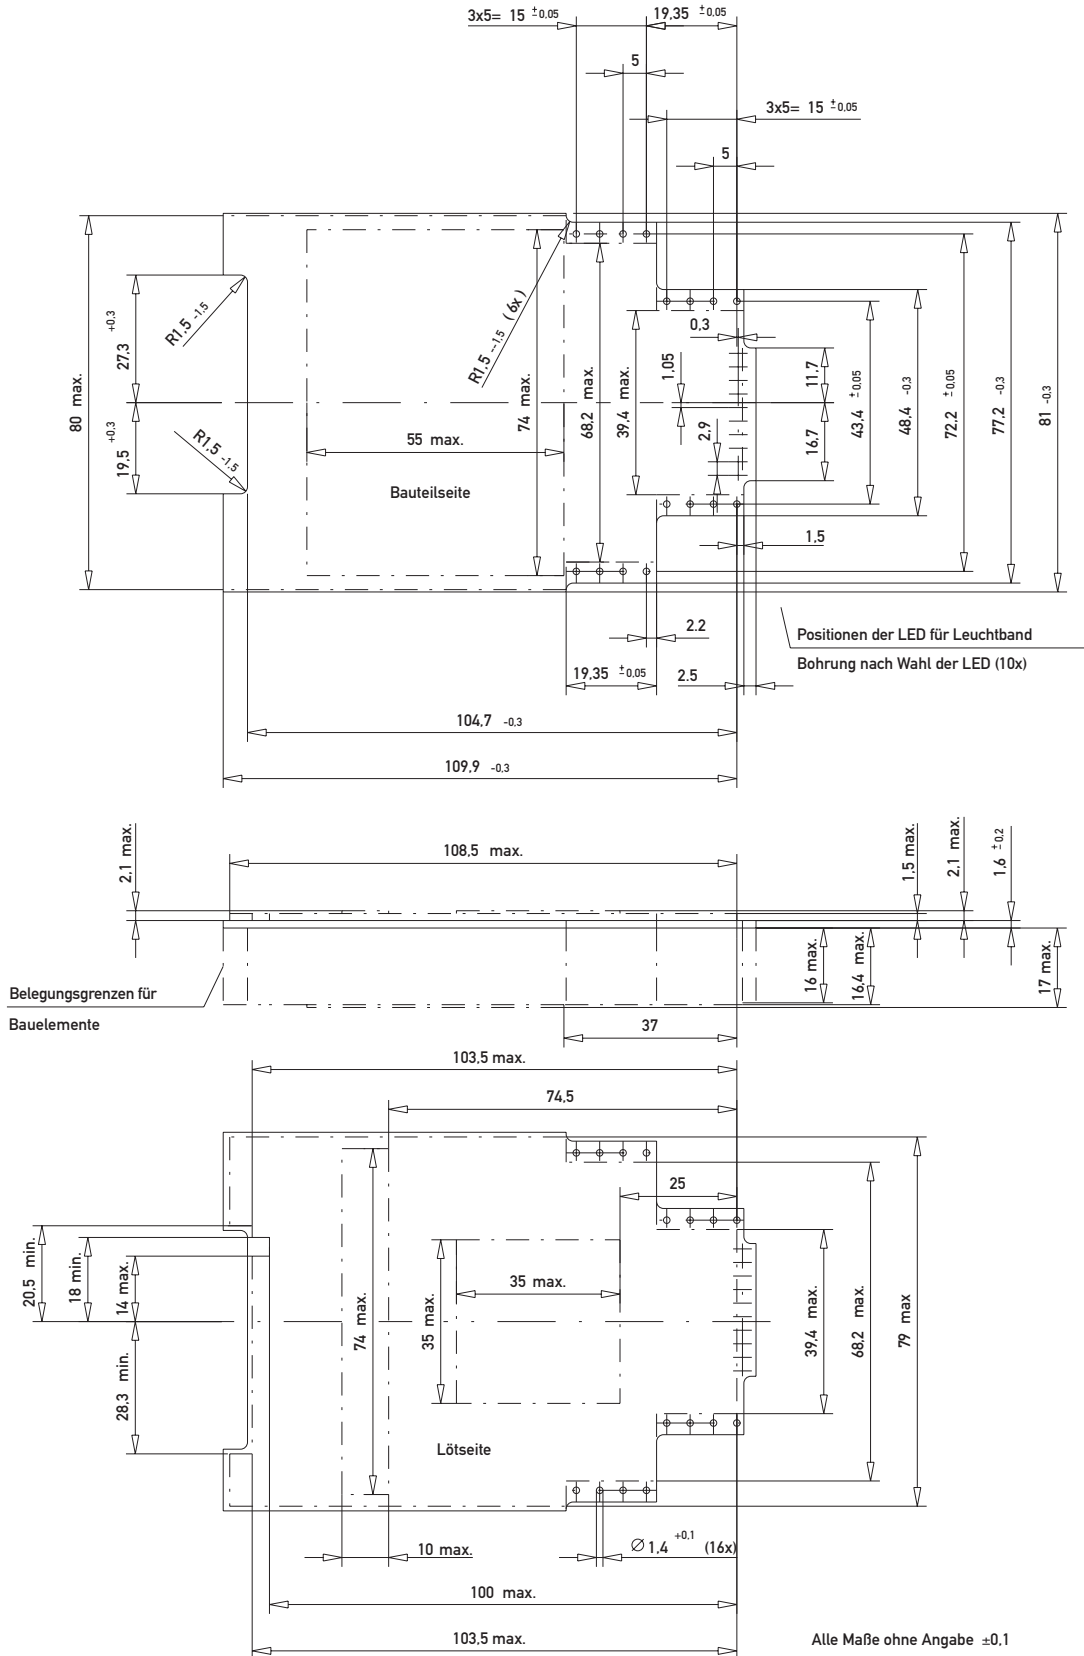 3x5= 15 ±0,05
19,35 ±0,05
5
3x5= 15 ±0,05
5
80 max.
27,3 +0,3
19,5 +0,3
R1,5 -1,5
R1,5 -1,5
R1,5 --1,5 ( 6x )
55 max.
Bauteilseite
74 max.
68,2 max.
39,4 max.
0,3
1,05
2,9
11,7
16,7
43,4 ±0,05
48,4 -0,3
72,2 ±0,05
77,2 -0,3
81 -0,3
1,5
2.2
19,35 ±0,05
2.5
Positionen der LED für Leuchtband
Bohrung nach Wahl der LED (10x)
104,7 -0,3
109,9 -0,3
2,1 max.
108,5 max.
1,5 max.
2,1 max.
1,6 ±0,2
16 max.
16,4 max.
17 max.
Belegungsgrenzen für
Bauelemente
37
103,5 max.
74,5
25
20,5 min.
18 min.
14 max.
28,3 min.
74 max.
35 max.
35 max.
39,4 max.
68,2 max.
79 max
Lötseite
10 max.
Ø 1,4 +0,1 (16x)
100 max.
103,5 max.
Alle Maße ohne Angabe ±0,1